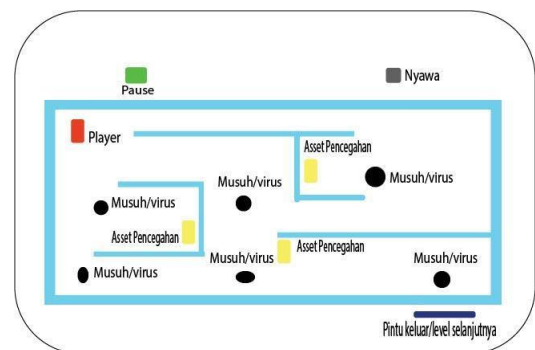 Pause
Nyawa
Player
Asset Pencegahan
Musuh/virus
Musuh/virus
Musuh/virus
Asset Pencegahan
Asset Pencegahan
Musuh/virus
Musuh/virus
Musuh/virus
Pintu keluar/level selanjutnya